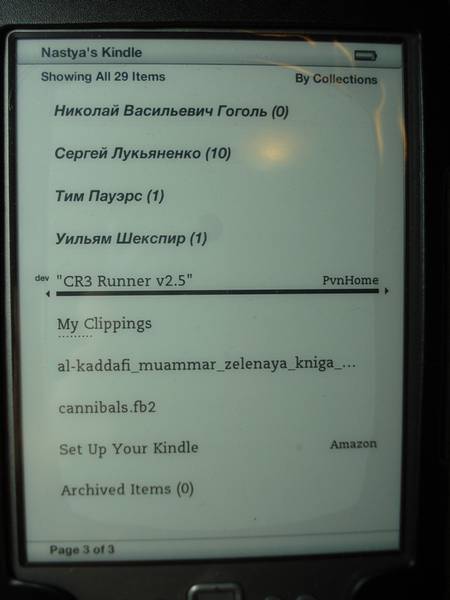 Nastya's Kindle
Showing All 29 Items By Collections
Николай Васильевич Гоголь (0)
Сергей Лукьяненко (10)
Тим Пауэрс (1)
Уильям Шекспир (1)
dev "CR3 Runner v2.5" PvnHome
My Clippings
al-kaddafi_muammar_zelenaya_kniga_...
cannibals.fb2
Set Up Your Kindle Amazon
Archived Items (0)
Page 3 of 3